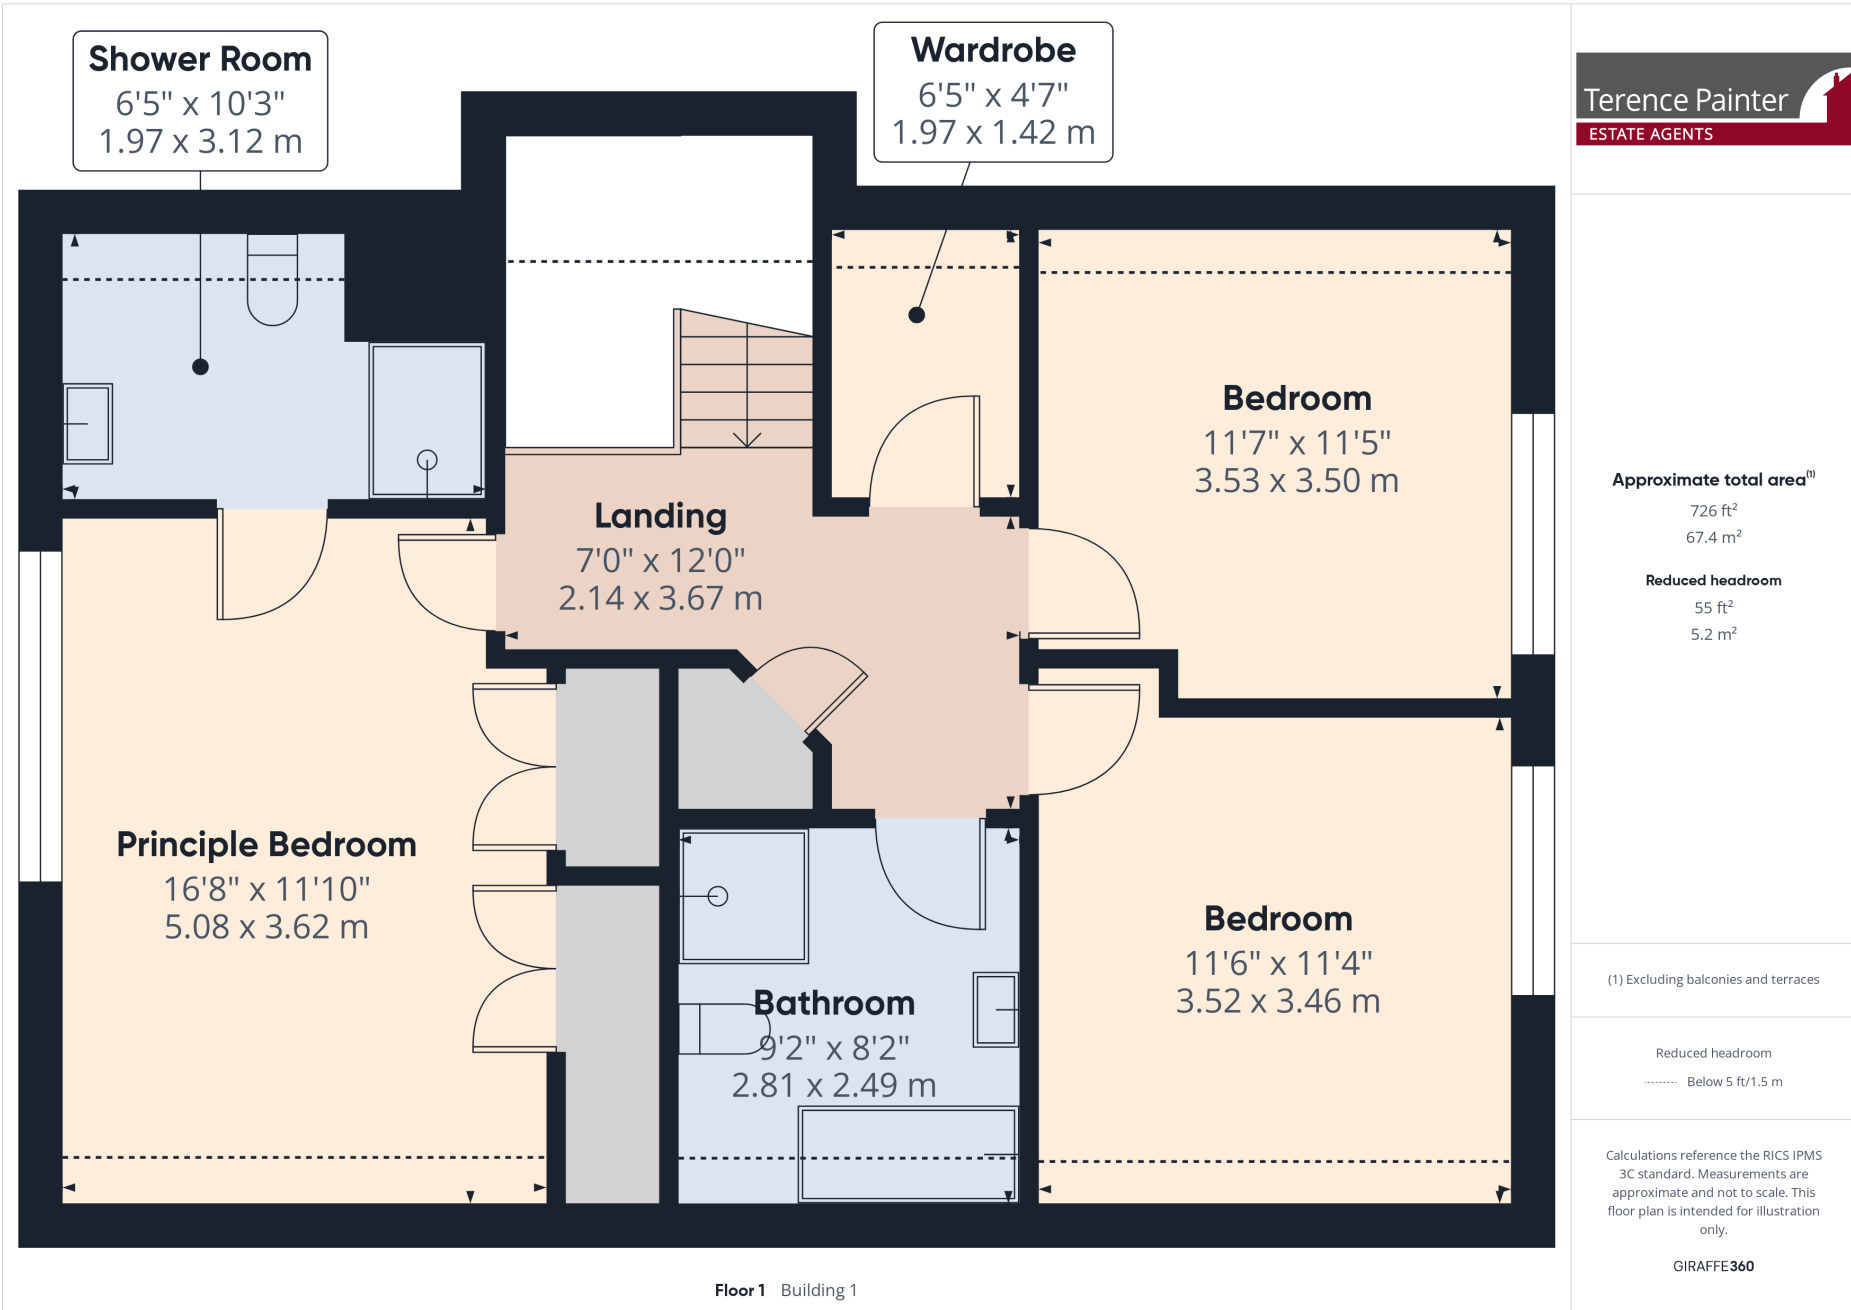 Shower Room
6'5" x 10'3"
1.97 x 3.12 m
Wardrobe
6'5" x 4'7"
1.97 x 1.42 m
Terence Painter
ESTATE AGENTS
Bedroom
11'7" x 11'5"
3.53 x 3.50 m
Landing
7'0" x 12'0"
2.14 x 3.67 m
Principle Bedroom
16'8" x 11'10"
5.08 x 3.62 m
Bathroom
9'2" x 8'2"
2.81 x 2.49 m
Bedroom
11'6" x 11'4"
3.52 x 3.46 m
Approximate total area(1)
726 ft²
67.4 m²
Reduced headroom
55 ft²
5.2 m²
(1) Excluding balconies and terraces
Reduced headroom
Below 5 ft/1.5 m
Calculations reference the RICS IPMS
3C standard. Measurements are
approximate and not to scale. This
floor plan is intended for illustration
only.
GIRAFFE360
Floor 1 Building 1